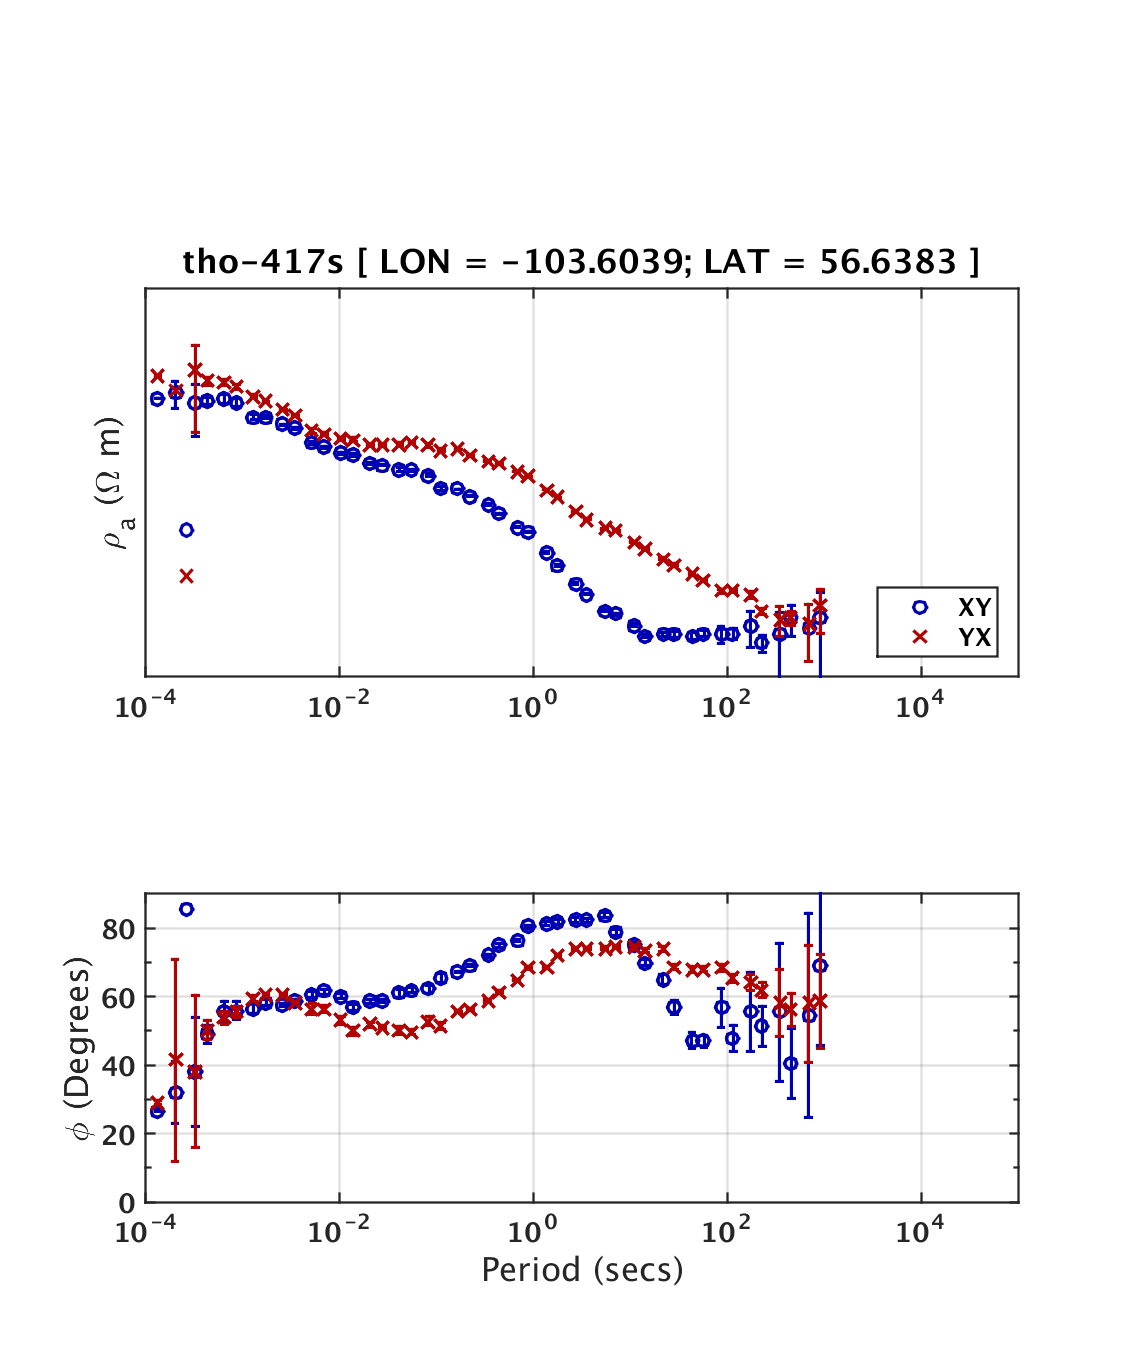 tho-417s [ LON = -103.6039; LAT = 56.6383 ]
ρa (Ω m)
XY
YX
10^-4 10^-2 10^0 10^2 10^4
80
60
40
20
0
ϕ (Degrees)
10^-4 10^-2 10^0 10^2 10^4
Period (secs)